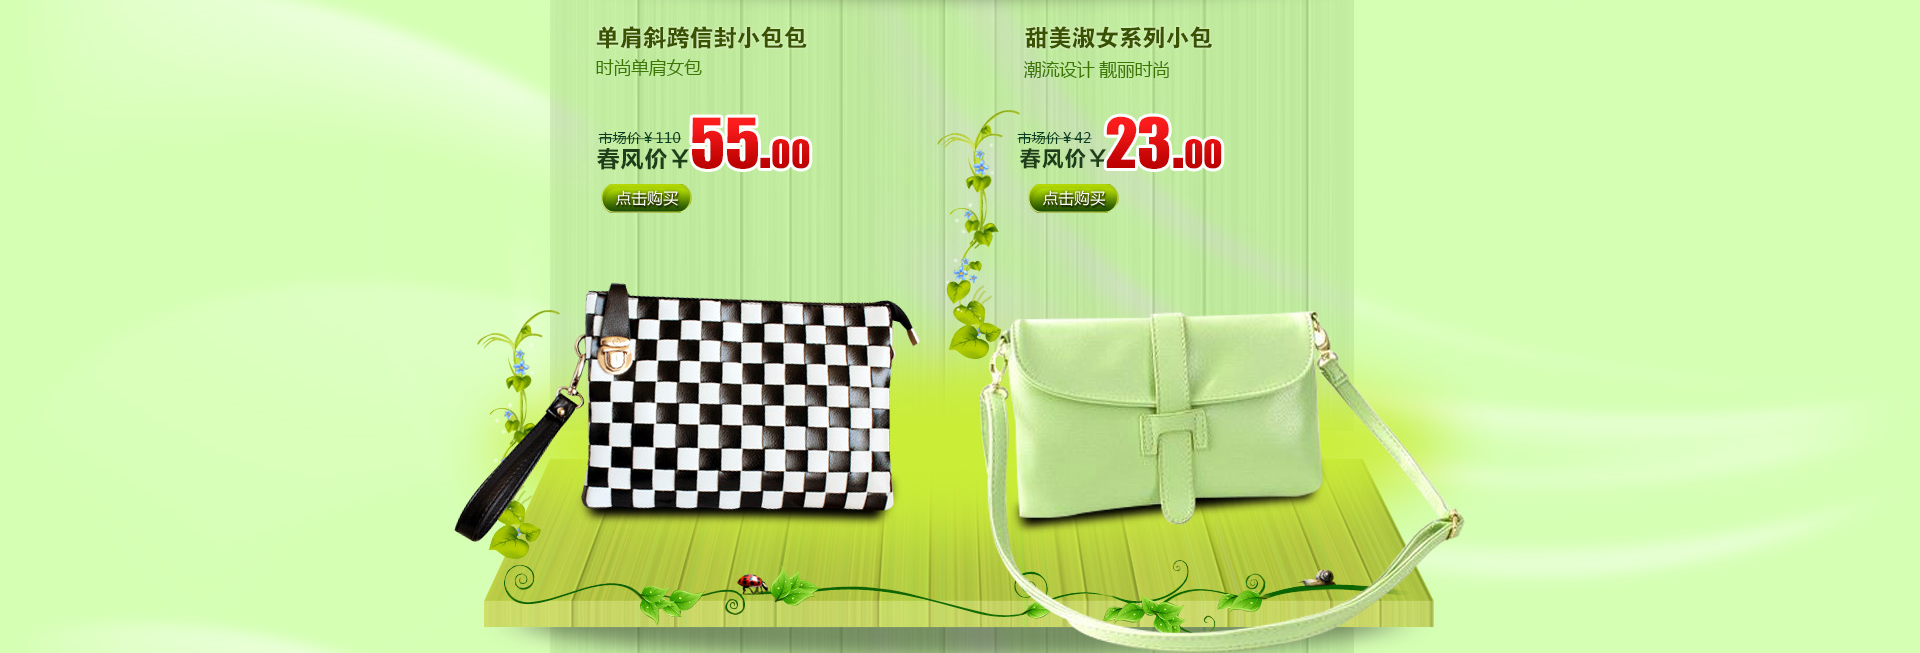 单肩斜跨信封小包包
时尚单肩女包
市场价￥110
春风价￥55.00
点击购买
甜美淑女系列小包
潮流设计 靓丽时尚
市场价￥42
春风价￥23.00
点击购买